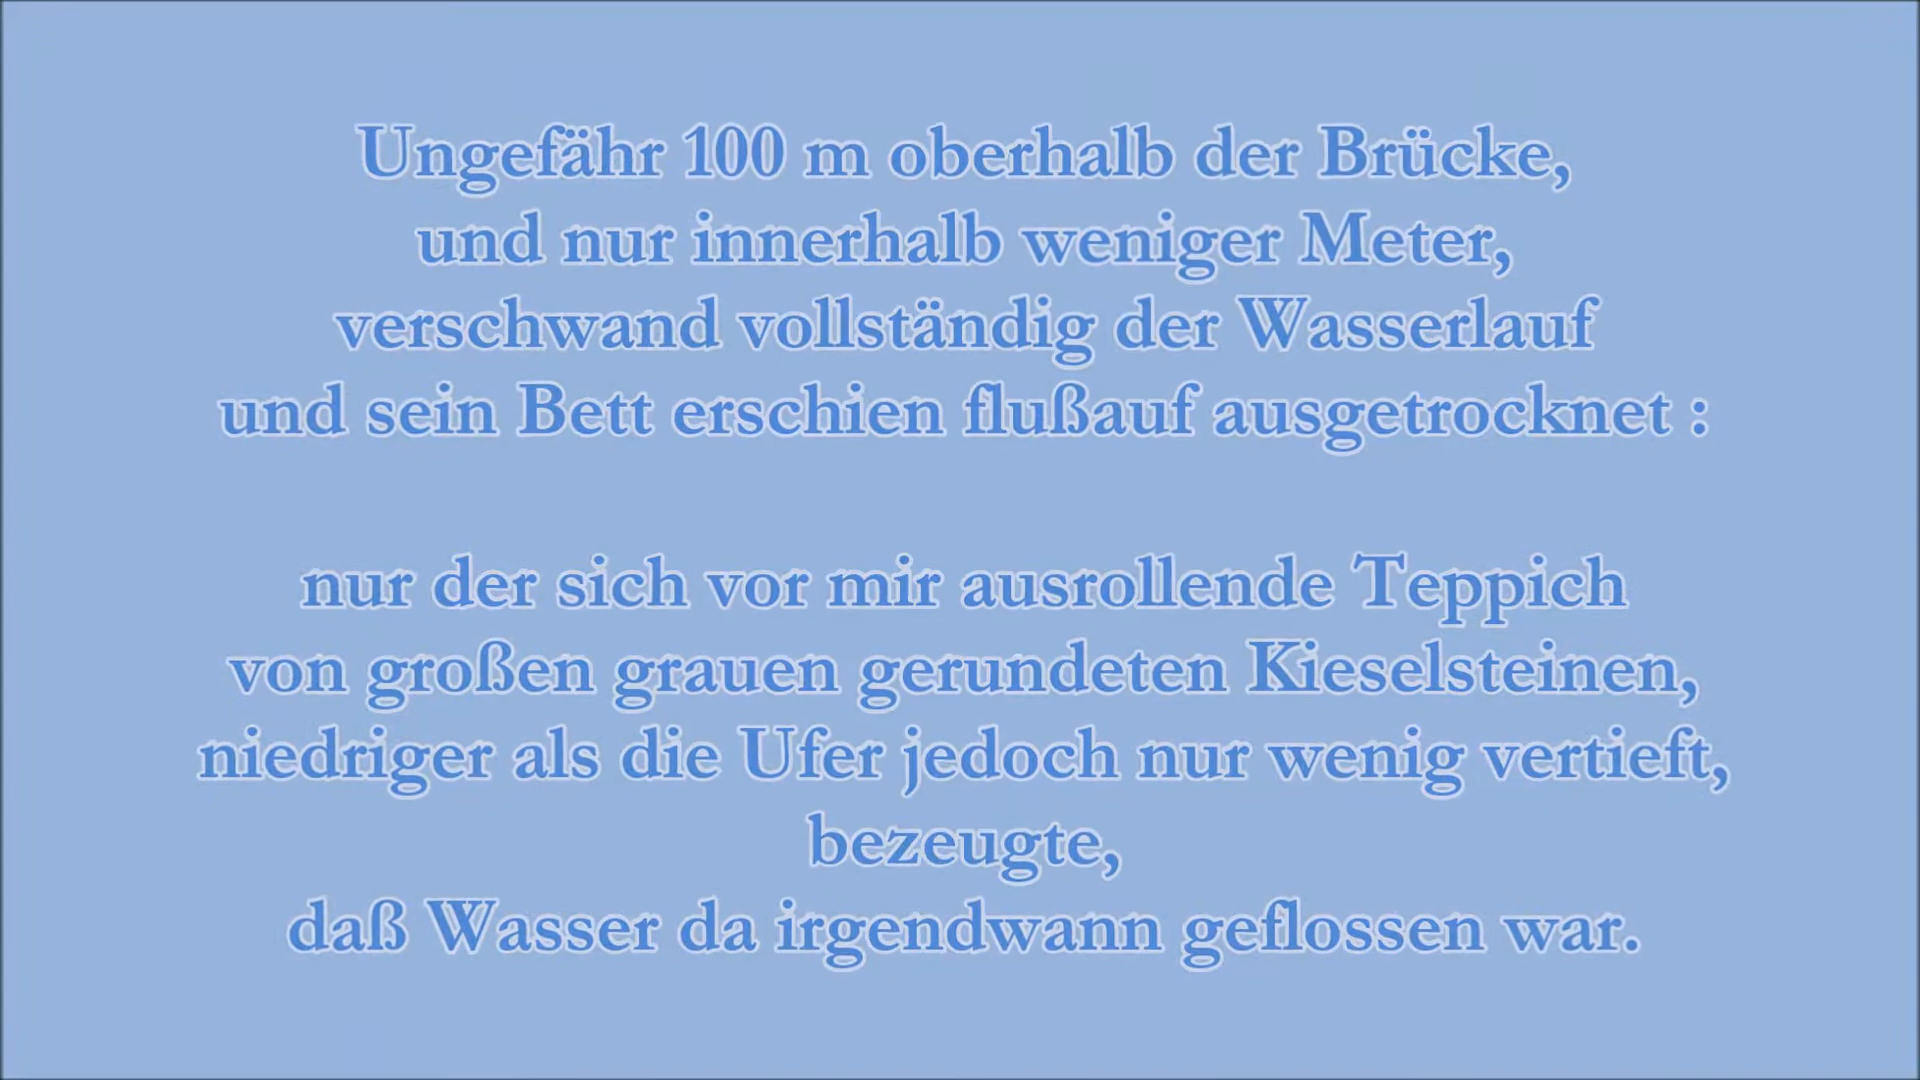 Ungefähr 100 m oberhalb der Brücke,
und nur innerhalb weniger Meter,
verschwand vollständig der Wasserlauf
und sein Bett erschien flußauf ausgetrocknet :
nur der sich vor mir ausrollende Teppich
von großen grauen gerundeten Kieselsteinen,
niedriger als die Ufer jedoch nur wenig vertieft,
bezeugte,
daß Wasser da irgendwann geflossen war.